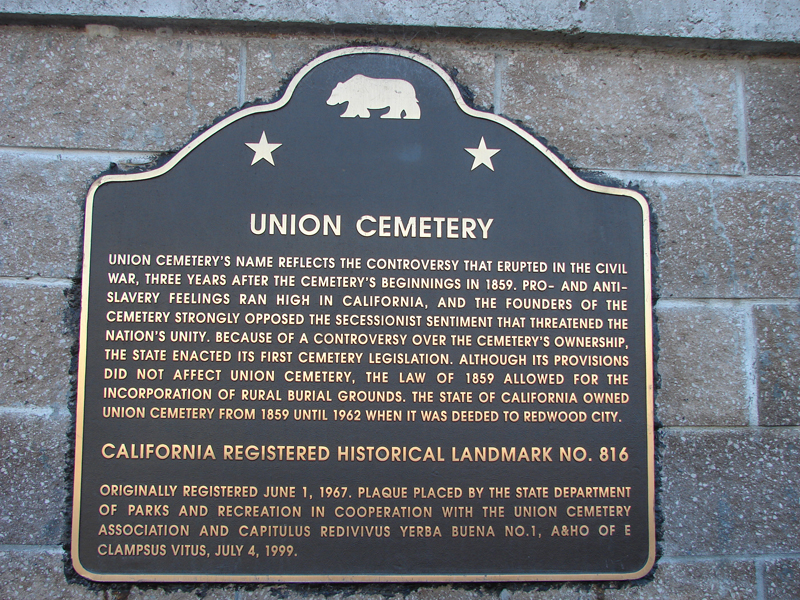 UNION CEMETERY
UNION CEMETERY'S NAME REFLECTS THE CONTROVERSY THAT ERUPTED IN THE CIVIL
WAR, THREE YEARS AFTER THE CEMETERY'S BEGINNINGS IN 1859. PRO- AND ANTI-
SLAVERY FEELINGS RAN HIGH IN CALIFORNIA, AND THE FOUNDERS OF THE
CEMETERY STRONGLY OPPOSED THE SECESSIONIST SENTIMENT THAT THREATENED THE
NATION'S UNITY. BECAUSE OF A CONTROVERSY OVER THE CEMETERY'S OWNERSHIP,
THE STATE ENACTED ITS FIRST CEMETERY LEGISLATION. ALTHOUGH ITS PROVISIONS
DID NOT AFFECT UNION CEMETERY, THE LAW OF 1859 ALLOWED FOR THE
INCORPORATION OF RURAL BURIAL GROUNDS. THE STATE OF CALIFORNIA OWNED
UNION CEMETERY FROM 1859 UNTIL 1962 WHEN IT WAS DEEDED TO REDWOOD CITY.
CALIFORNIA REGISTERED HISTORICAL LANDMARK NO. 816
ORIGINALLY REGISTERED JUNE 1, 1967. PLAQUE PLACED BY THE STATE DEPARTMENT
OF PARKS AND RECREATION IN COOPERATION WITH THE UNION CEMETERY
ASSOCIATION AND CAPITULUS REDIVIVUS YERBA BUENA NO.1, A&HO OF E
CLAMPSUS VITUS, JULY 4, 1999.